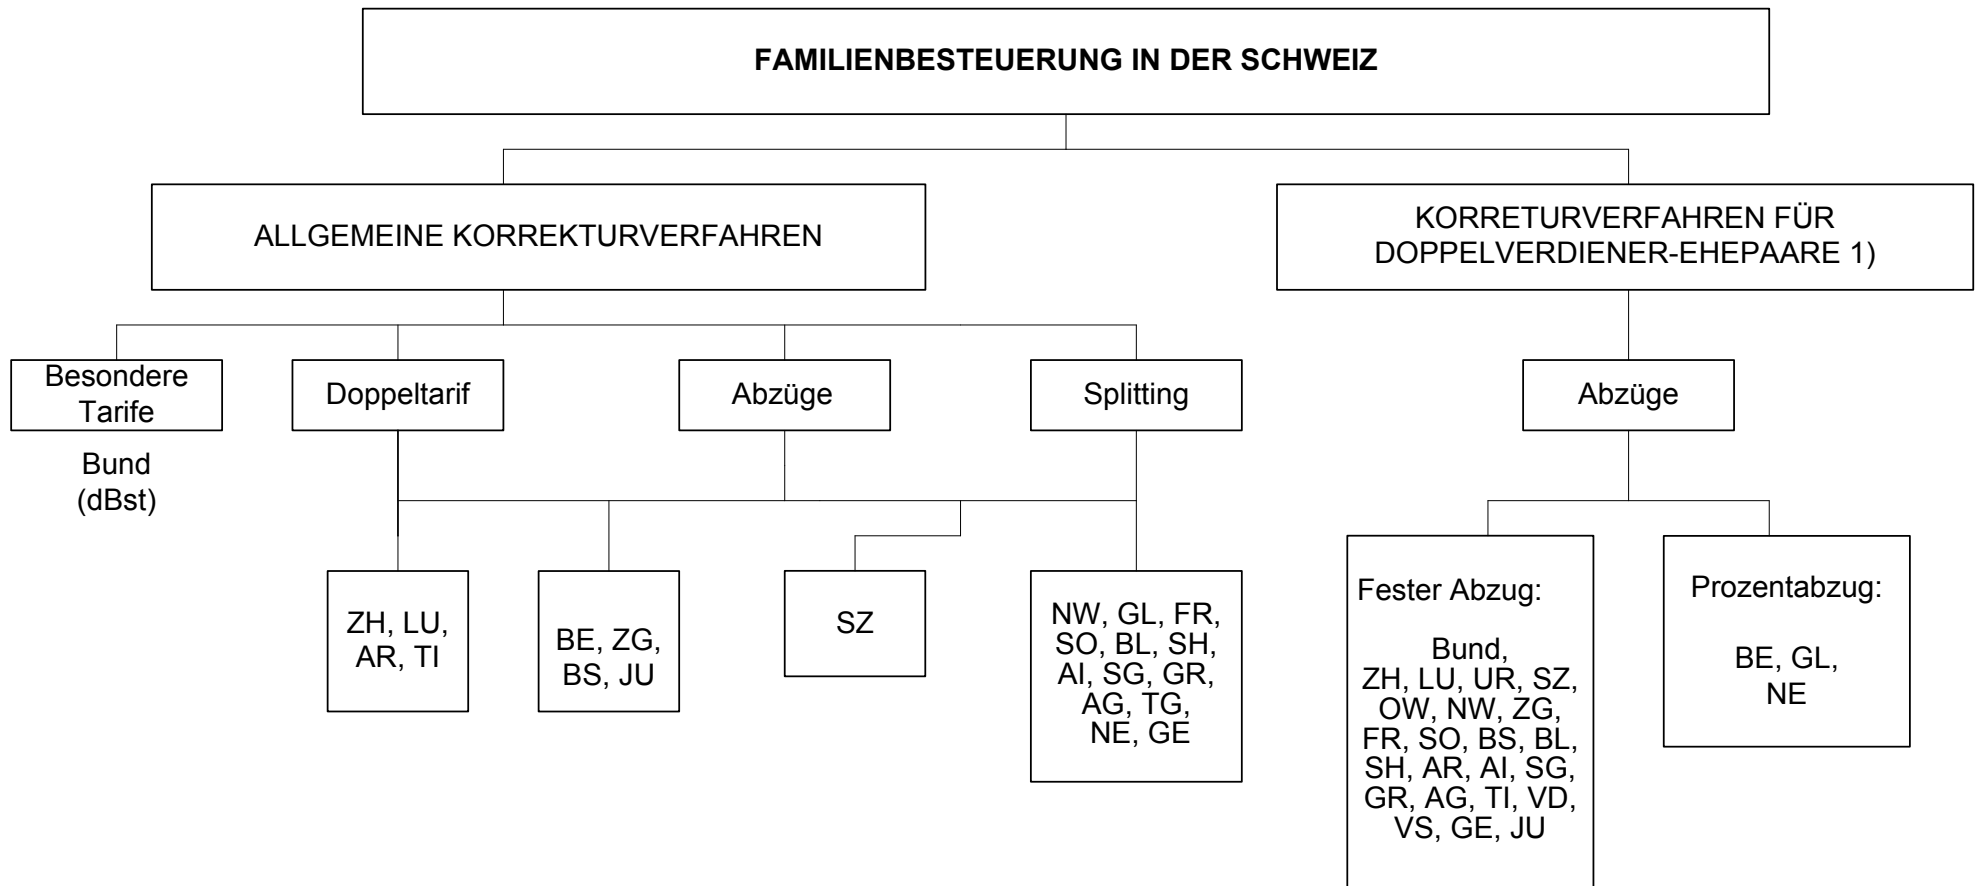 FAMILIENBESTEUERUNG IN DER SCHWEIZ
ALLGEMEINE KORREKTURVERFAHREN
KORRETURVERFAHREN FÜR
DOPPELVERDIENER-EHEPAARE 1)
Besondere
Tarife
Doppeltarif
Abzüge
Splitting
Abzüge
Bund
(dBst)
ZH, LU,
AR, TI
BE, ZG,
BS, JU
SZ
NW, GL, FR,
SO, BL, SH,
AI, SG, GR,
AG, TG,
NE, GE
Fester Abzug:
Bund,
ZH, LU, UR, SZ,
OW, NW, ZG,
FR, SO, BS, BL,
SH, AR, AI, SG,
GR, AG, TI, VD,
VS, GE, JU
Prozentabzug:
BE, GL,
NE